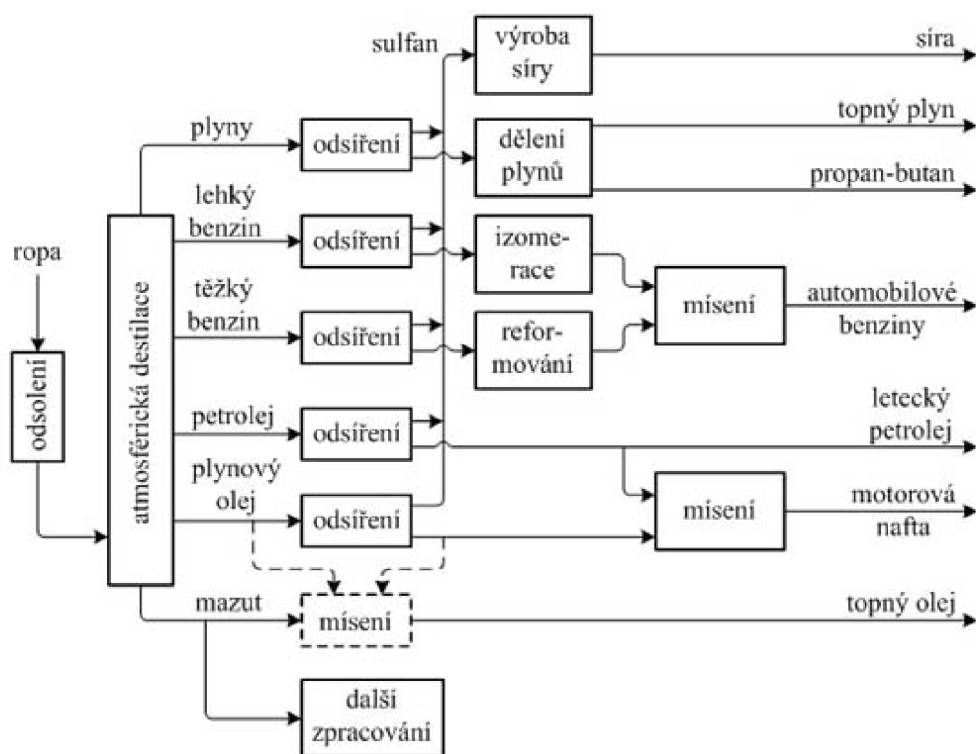 sulfan
výroba
síry
síra
plyny
odsíření
dělení
plynů
topný plyn
propan-butan
lehký
benzin
odsíření
izome-
race
ropa
těžký
benzin
odsíření
refor-
mování
mísení
automobilové
benziny
odsolení
atmosférická destilace
petrolej
odsíření
letecký
petrolej
plynový
olej
odsíření
mísení
motorová
nafta
mazut
mísení
topný olej
další
zpracování